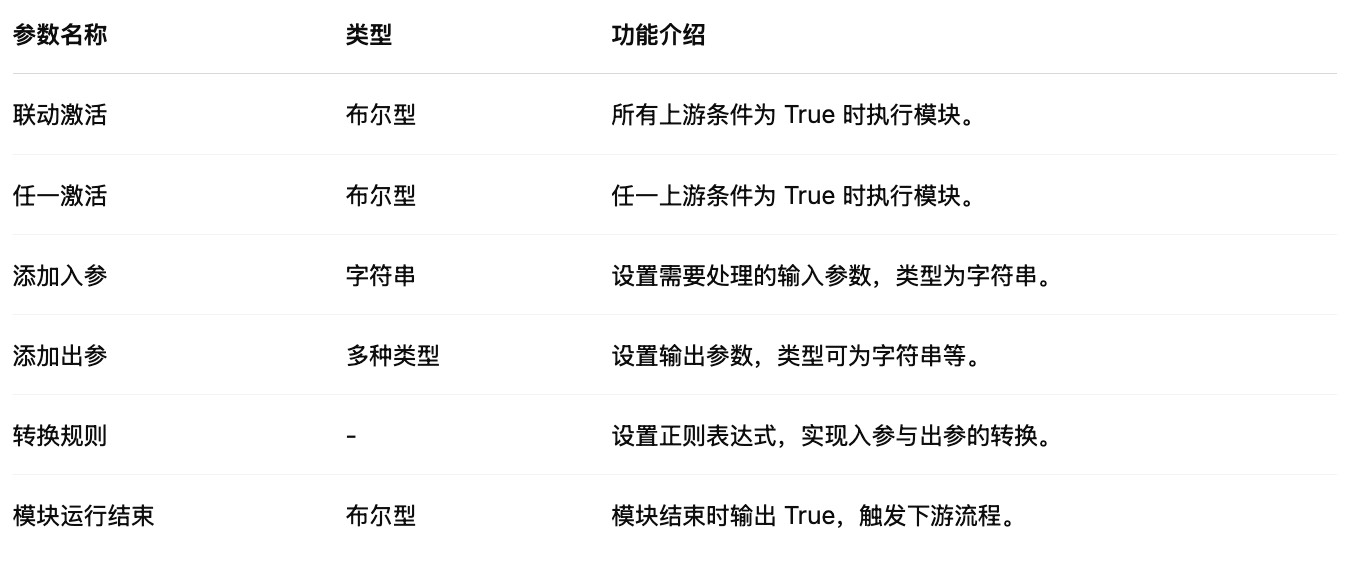 参数名称 类型 功能介绍
联动激活 布尔型 所有上游条件为 True 时执行模块。
任一激活 布尔型 任一上游条件为 True 时执行模块。
添加入参 字符串 设置需要处理的输入参数，类型为字符串。
添加出参 多种类型 设置输出参数，类型可为字符串等。
转换规则 - 设置正则表达式，实现入参与出参的转换。
模块运行结束 布尔型 模块结束时输出 True，触发下游流程。